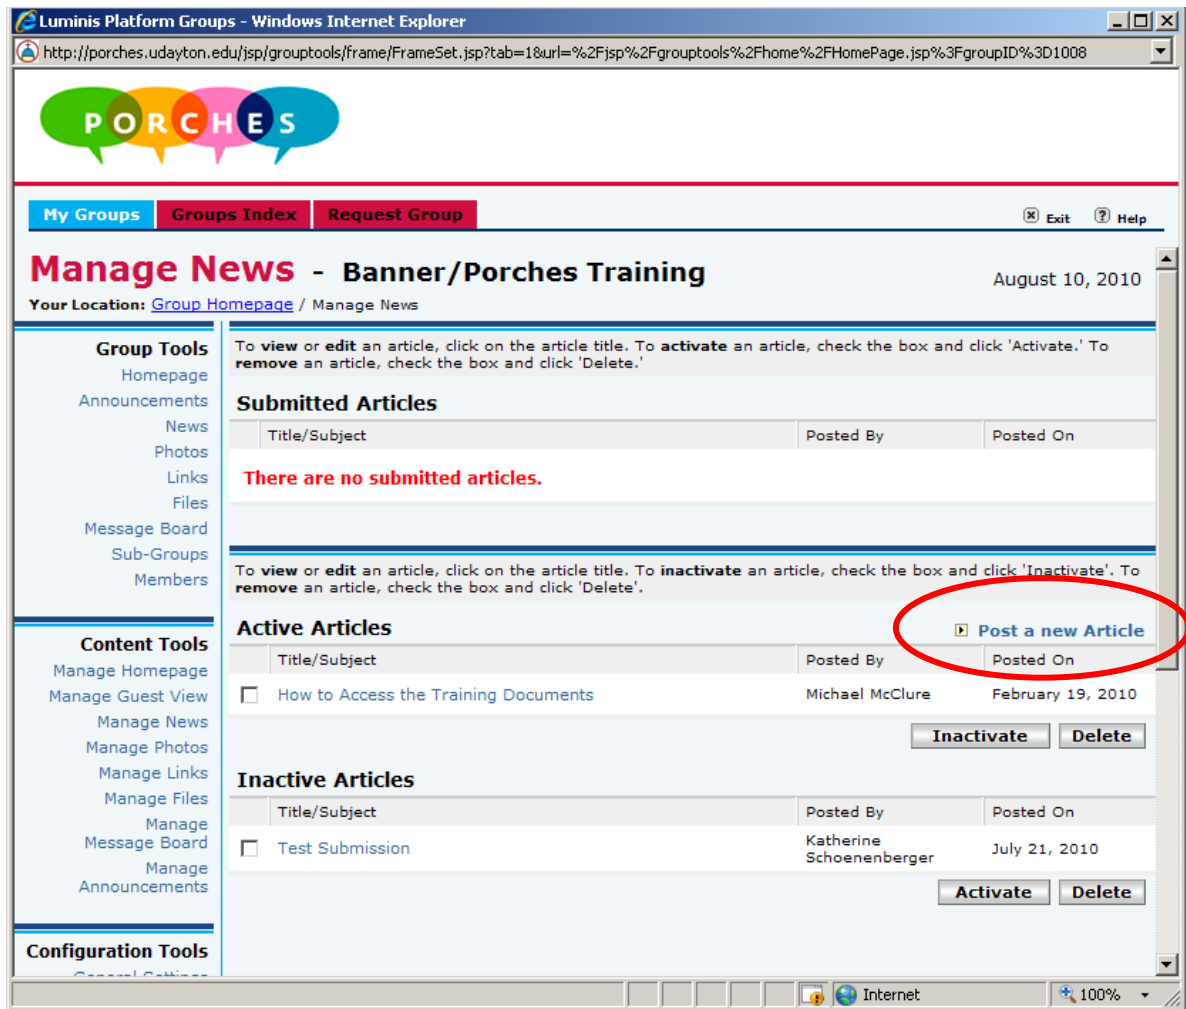 Luminis Platform Groups - Windows Internet Explorer
http://porches.udayton.edu/jsp/grouptools/frame/FrameSet.jsp?tab=1&url=%2Fjsp%2Fgrouptools%2Fhome%2FHomePage.jsp%3FgroupID%3D1008
PORCHES
My Groups Groups Index Request Group Exit Help
Manage News - Banner/Porches Training
August 10, 2010
Your Location: Group Homepage / Manage News
Group Tools
Homepage
Announcements
News
Photos
Links
Files
Message Board
Sub-Groups
Members
Content Tools
Manage Homepage
Manage Guest View
Manage News
Manage Photos
Manage Links
Manage Files
Manage
Message Board
Manage
Announcements
Configuration Tools
General Settings
To view or edit an article, click on the article title. To activate an article, check the box and click 'Activate.' To
remove an article, check the box and click 'Delete.'
Submitted Articles
Title/Subject Posted By Posted On
There are no submitted articles.
To view or edit an article, click on the article title. To inactivate an article, check the box and click 'Inactivate'. To
remove an article, check the box and click 'Delete'.
Active Articles
Post a new Article
Title/Subject Posted By Posted On
How to Access the Training Documents Michael McClure February 19, 2010
Inactivate Delete
Inactive Articles
Title/Subject Posted By Posted On
Test Submission Katherine
Schoenenberger July 21, 2010
Activate Delete
Internet 100%